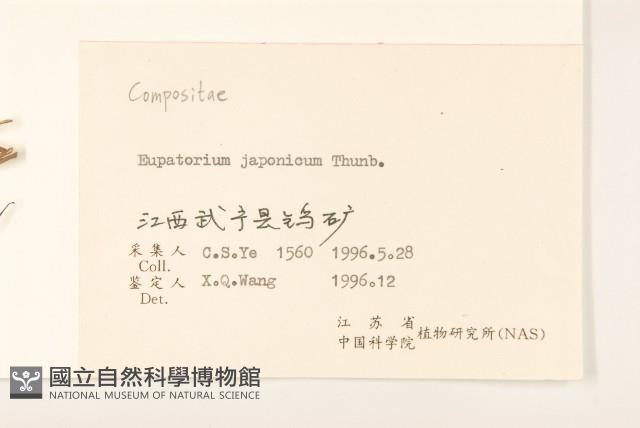 Compositae
Eupatorium japonicum Thunb.
江西武宁县钨矿
采集人 C.S.Ye 1560 1996.5.28
Coll.
鉴定人 X.Q.Wang 1996.12
Det.
江苏省
中国科学院 植物研究所(NAS)
國立自然科學博物館
NATIONAL MUSEUM OF NATURAL SCIENCE